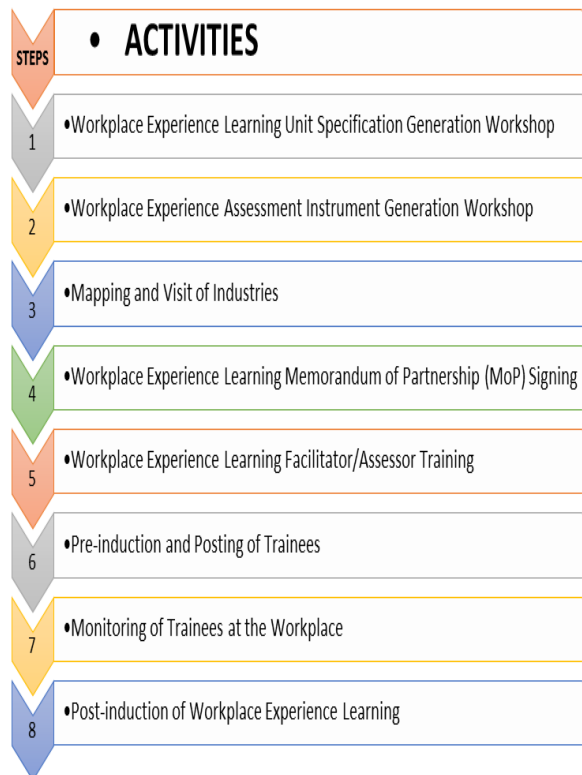 STEPS
• ACTIVITIES
1
•Workplace Experience Learning Unit Specification Generation Workshop
2
•Workplace Experience Assessment Instrument Generation Workshop
3
•Mapping and Visit of Industries
4
•Workplace Experience Learning Memorandum of Partnership (MoP) Signing
5
•Workplace Experience Learning Facilitator/Assessor Training
6
•Pre-induction and Posting of Trainees
7
•Monitoring of Trainees at the Workplace
8
•Post-induction of Workplace Experience Learning